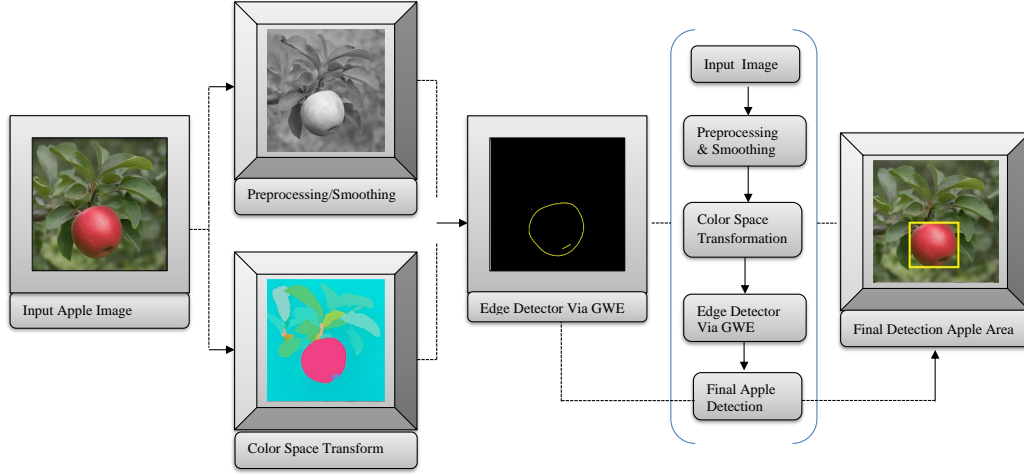 Input Apple Image
Preprocessing/Smoothing
Color Space Transform
Edge Detector Via GWE
Input Image
Preprocessing
& Smoothing
Color Space
Transformation
Edge Detector
Via GWE
Final Apple
Detection
Final Detection Apple Area